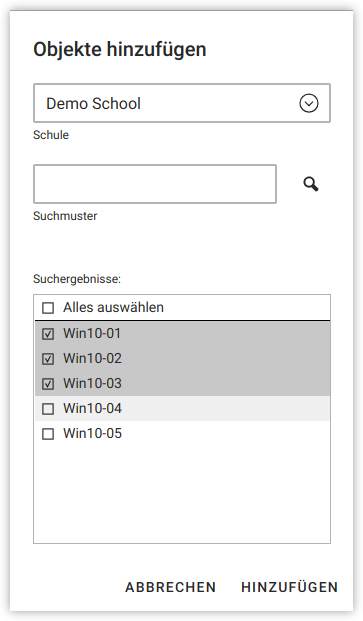 Objekte hinzufügen
Demo School
Schule
Suchmuster
Suchergebnisse:
Alles auswählen
Win10-01
Win10-02
Win10-03
Win10-04
Win10-05
ABBRECHEN HINZUFÜGEN